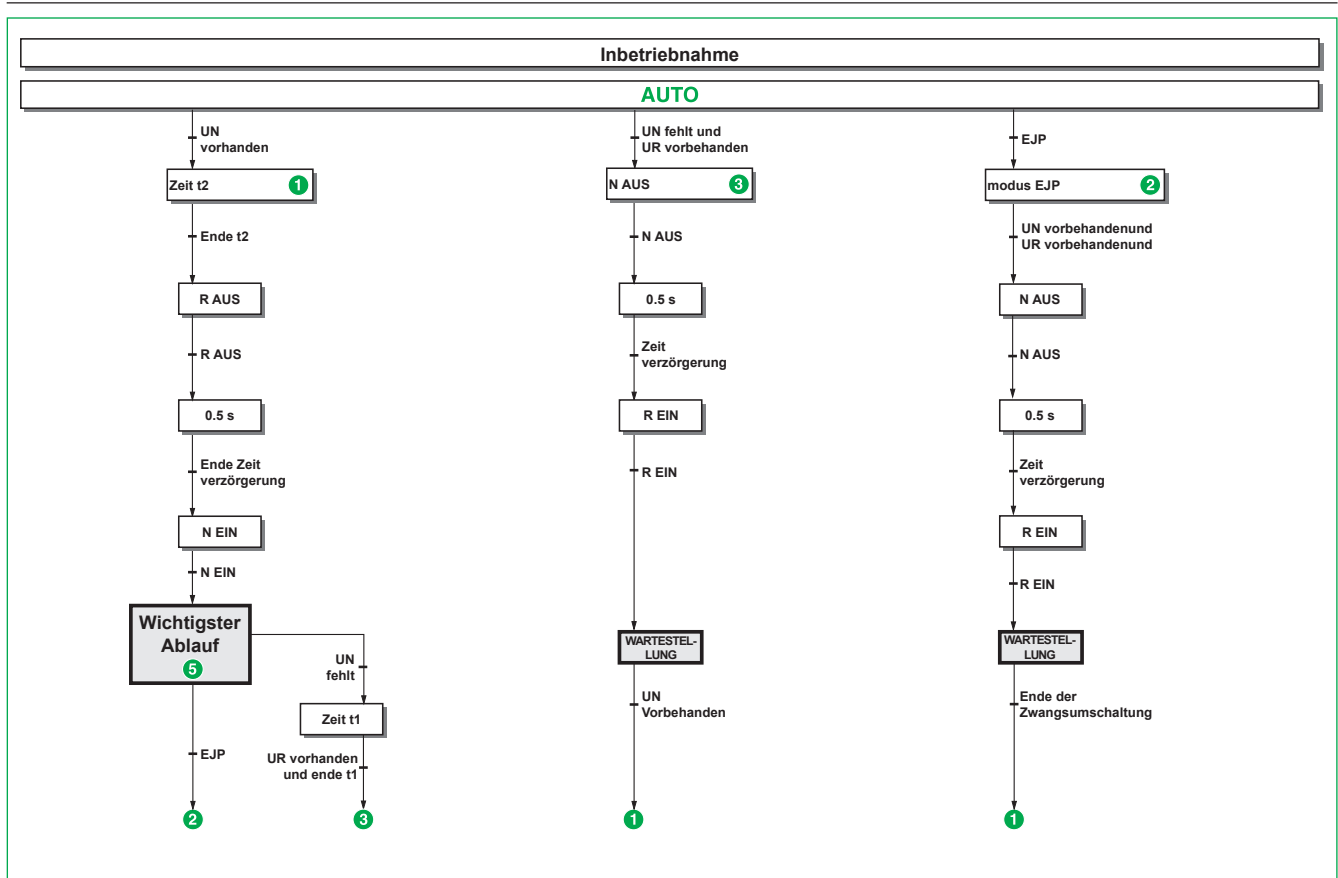 Inbetriebnahme
AUTO
UN
vorhanden
Zeit t2 1
Ende t2
R AUS
R AUS
0.5 s
Ende Zeit
verzörgerung
N EIN
N EIN
Wichtigster
Ablauf
5
EJP
2
UN
fehlt
Zeit t1
UR vorhanden
und ende t1
3
UN fehlt und
UR vorbehanden
N AUS 3
N AUS
0.5 s
Zeit
verzörgerung
R EIN
R EIN
WARTESTEL-
LUNG
UN
Vorbehanden
1
EJP
modus EJP 2
UN vorbehandenund
UR vorbehandenund
N AUS
N AUS
0.5 s
Zeit
verzörgerung
R EIN
R EIN
WARTESTEL-
LUNG
Ende der
Zwangsumschaltung
1